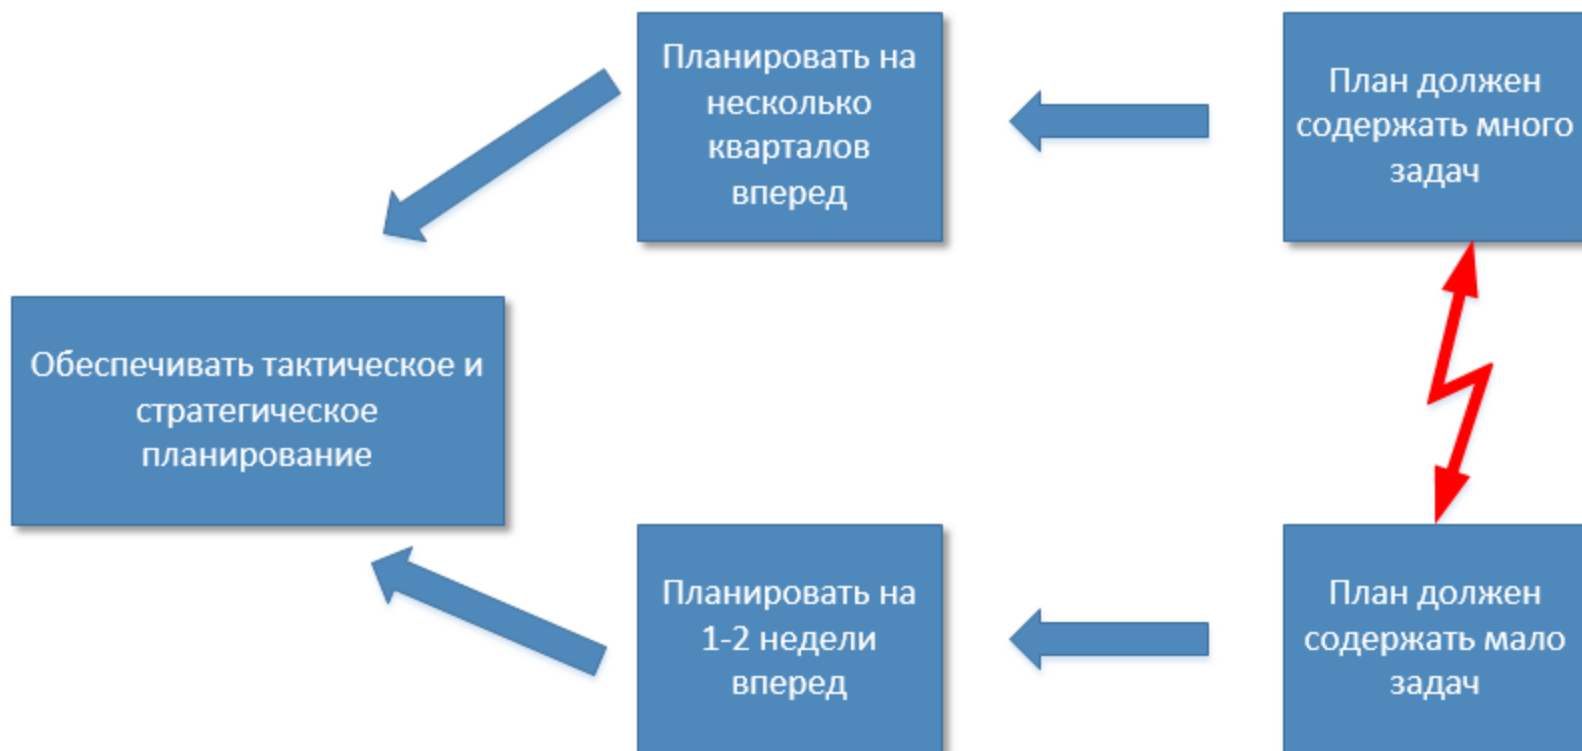 Планировать на
несколько
кварталов
вперед
План должен
содержать много
задач
Обеспечивать тактическое и
стратегическое
планирование
Планировать на
1-2 недели
вперед
План должен
содержать мало
задач